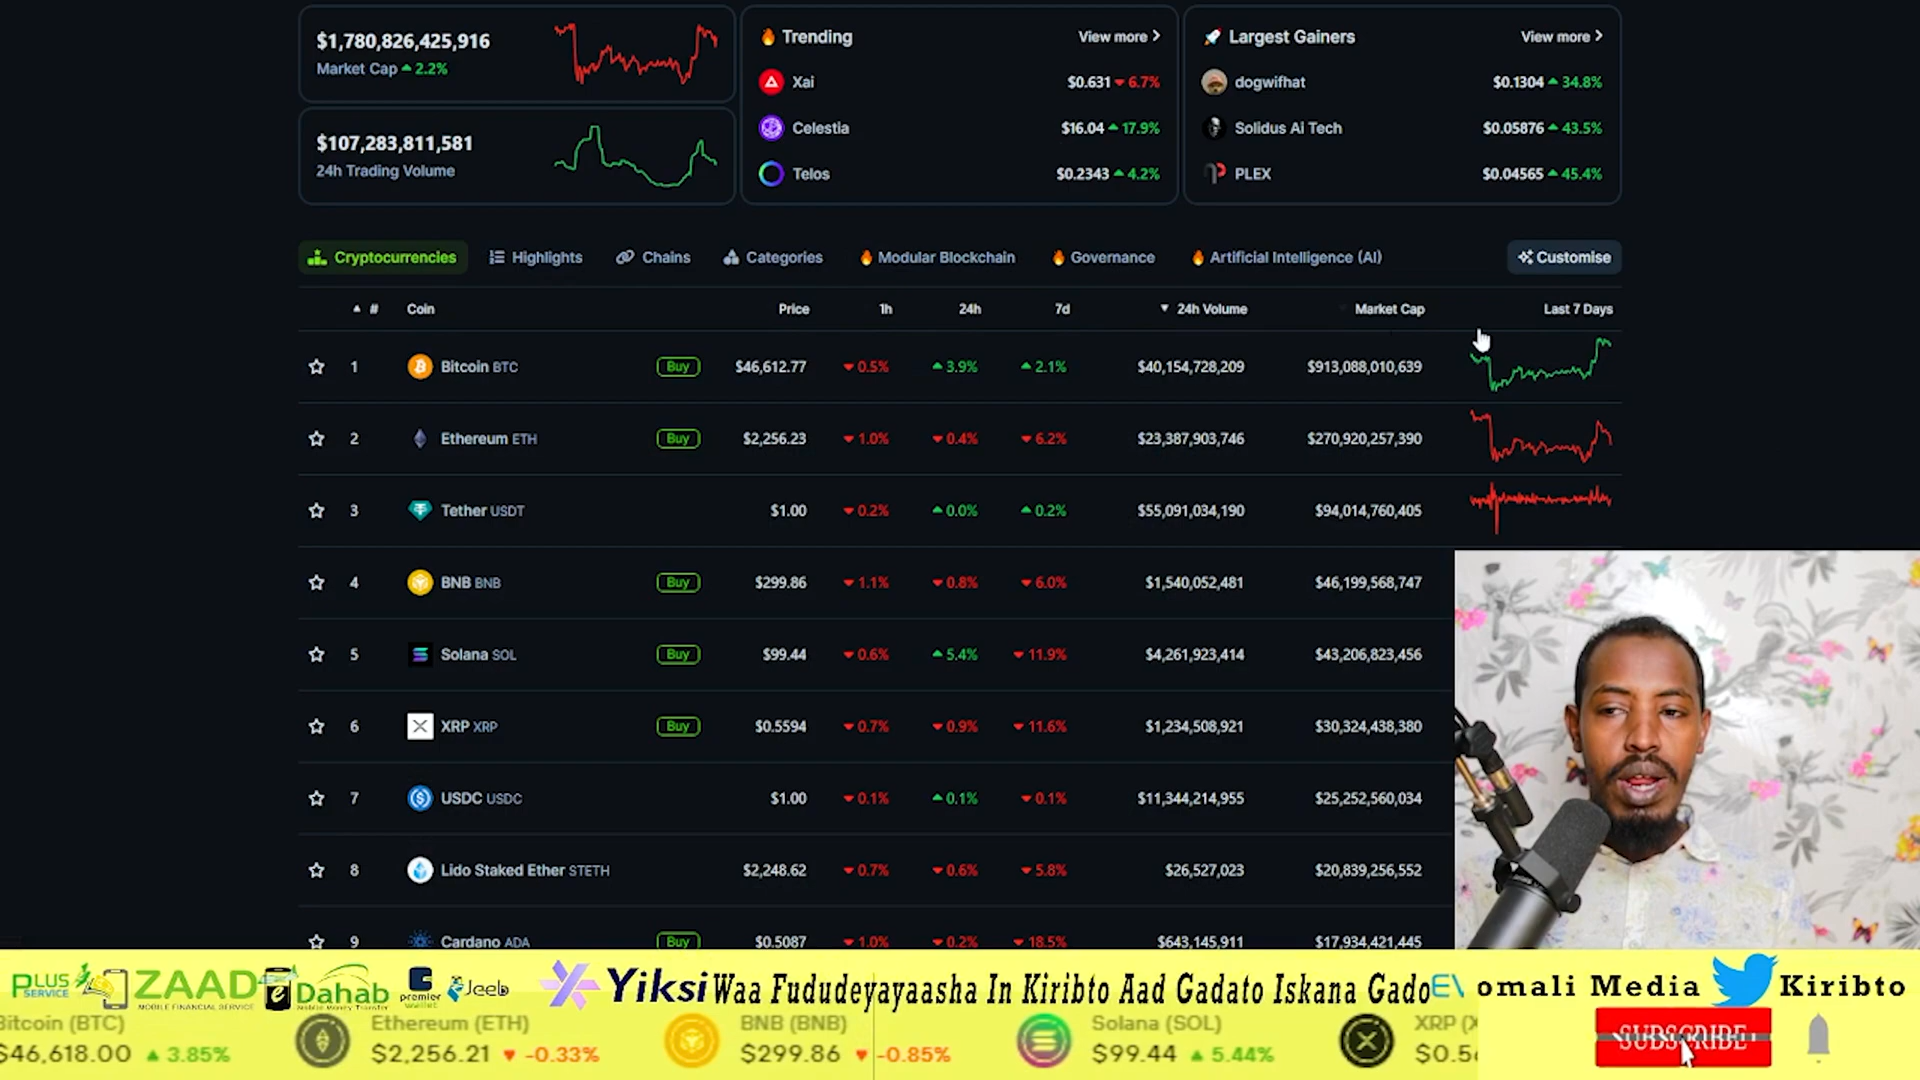 $1,780,826,425,916
Market Cap 2.2%
$107,283,811,581
24h Trading Volume
Trending View more
Xai $0.631 6.7%
Celestia $16.04 17.9%
Telos $0.2343 4.2%
Largest Gainers View more
dogwifhat $0.1304 34.8%
Solidus Ai Tech $0.05876 43.5%
PLEX $0.04565 45.4%
Cryptocurrencies Highlights Chains Categories Modular Blockchain Governance Artificial Intelligence (AI) Customise
# Coin Price 1h 24h 7d 24h Volume Market Cap Last 7 Days
1 Bitcoin BTC Buy $46,612.77 0.5% 3.9% 2.1% $40,154,728,209 $913,088,010,639
2 Ethereum ETH Buy $2,256.23 1.0% 0.4% 6.2% $23,387,903,746 $270,920,257,390
3 Tether USDT $1.00 0.2% 0.0% 0.2% $55,091,034,190 $94,014,760,405
4 BNB BNB Buy $299.86 1.1% 0.8% 6.0% $1,540,052,481 $46,199,568,747
5 Solana SOL Buy $99.44 0.6% 5.4% 11.9% $4,261,923,414 $43,206,823,456
6 XRP XRP Buy $0.5594 0.7% 0.9% 11.6% $1,234,508,921 $30,324,438,380
7 USDC USDC $1.00 0.1% 0.1% 0.1% $11,344,214,955 $25,252,560,034
8 Lido Staked Ether STETH $2,248.62 0.7% 0.6% 5.8% $26,527,023 $20,839,256,552
9 Cardano ADA Buy $0.5087 1.0% 0.2% 18.5% $643,145,911 $17,934,421,445
PLUS SERVICE ZAAD MOBILE FINANCIAL SERVICE Dahab premier wallet Jeeb Yiksi Waa Fududeyayaasha In Kiribto Aad Gadato Iskana Gado EV omali Media Kiribto
Bitcoin (BTC) Ethereum (ETH) BNB (BNB) Solana (SOL) XRP (X
$46,618.00 3.85% $2,256.21 -0.33% $299.86 -0.85% $99.44 5.44% $0.5
SUBSCRIBE